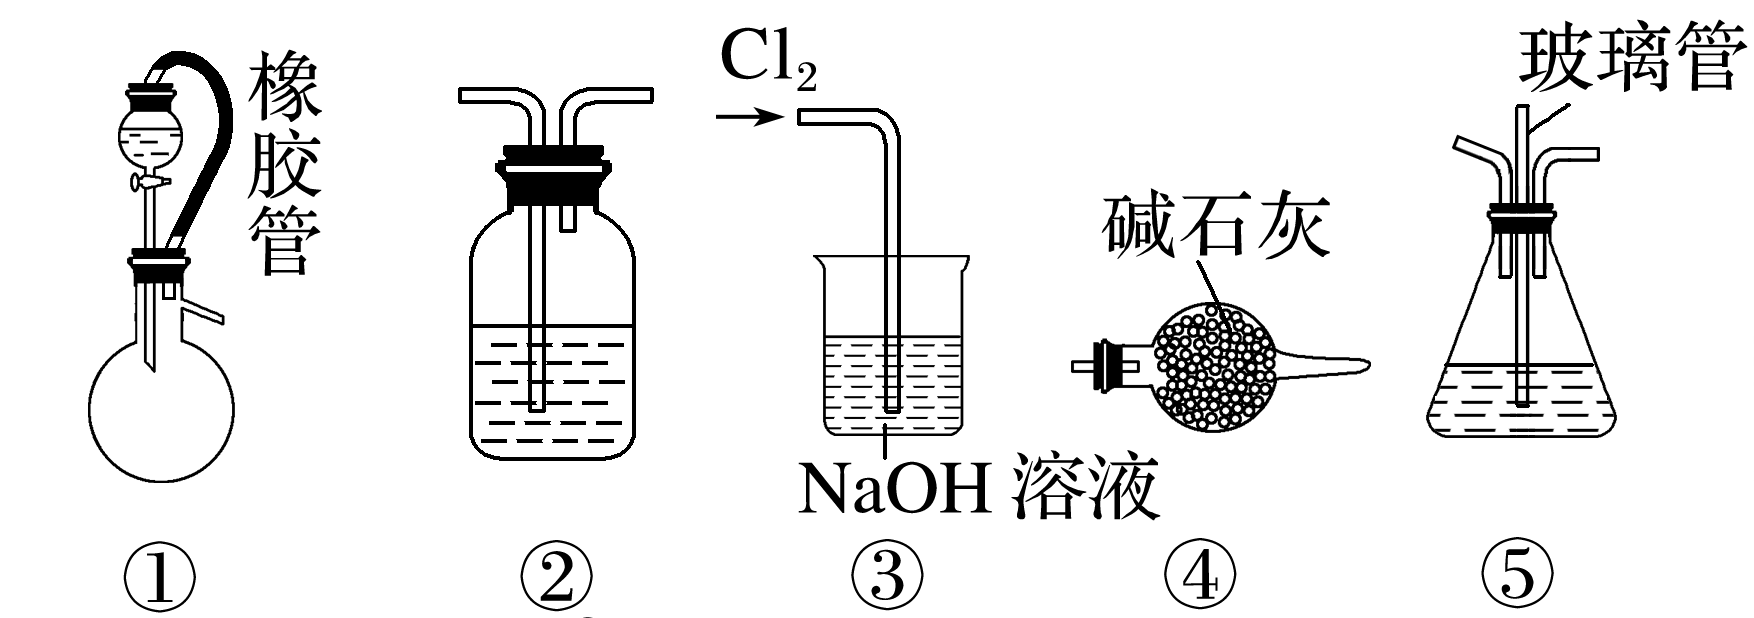 橡胶管
Cl₂
NaOH 溶液
碱石灰
玻璃管
① ② ③ ④ ⑤